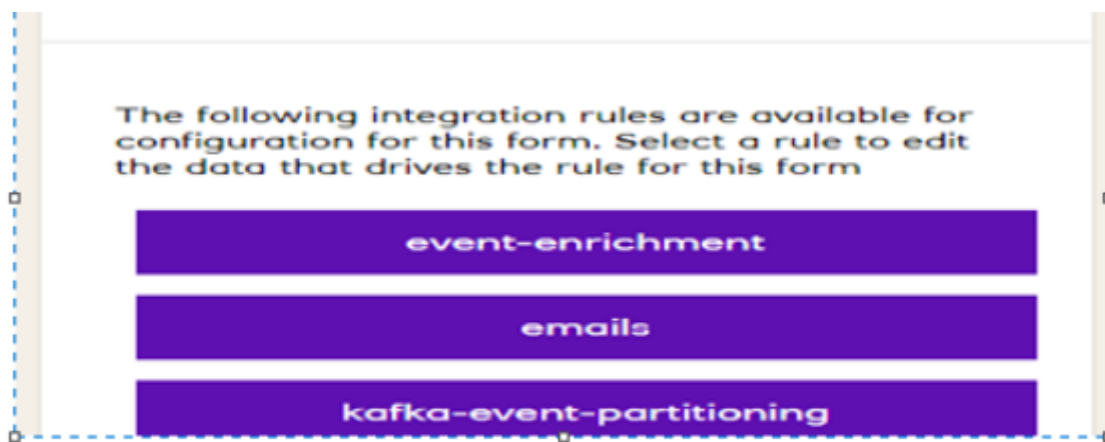 The following integration rules are available for
configuration for this form. Select a rule to edit
the data that drives the rule for this form
event-enrichment
emails
kafka-event-partitioning